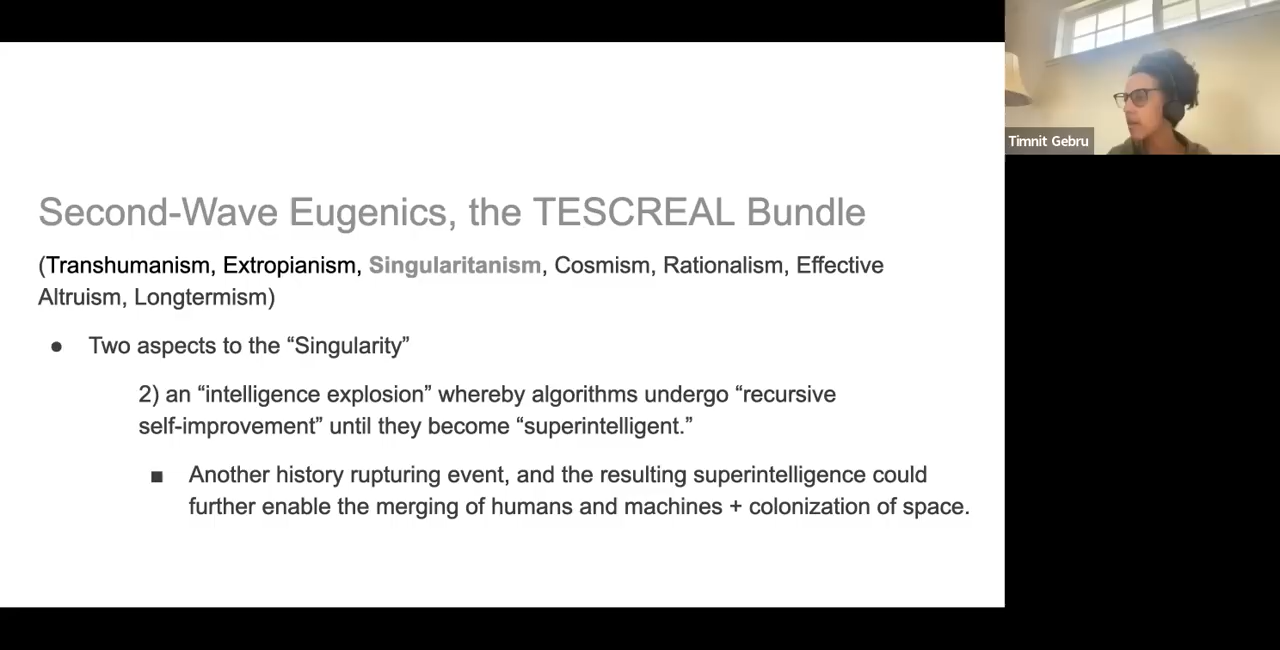 Second-Wave Eugenics, the TESCREAL Bundle
(Transhumanism, Extropianism, Singularitanism, Cosmism, Rationalism, Effective
Altruism, Longtermism)
● Two aspects to the “Singularity”
2) an “intelligence explosion” whereby algorithms undergo “recursive
self-improvement” until they become “superintelligent.”
■ Another history rupturing event, and the resulting superintelligence could
further enable the merging of humans and machines + colonization of space.
Timnit Gebru